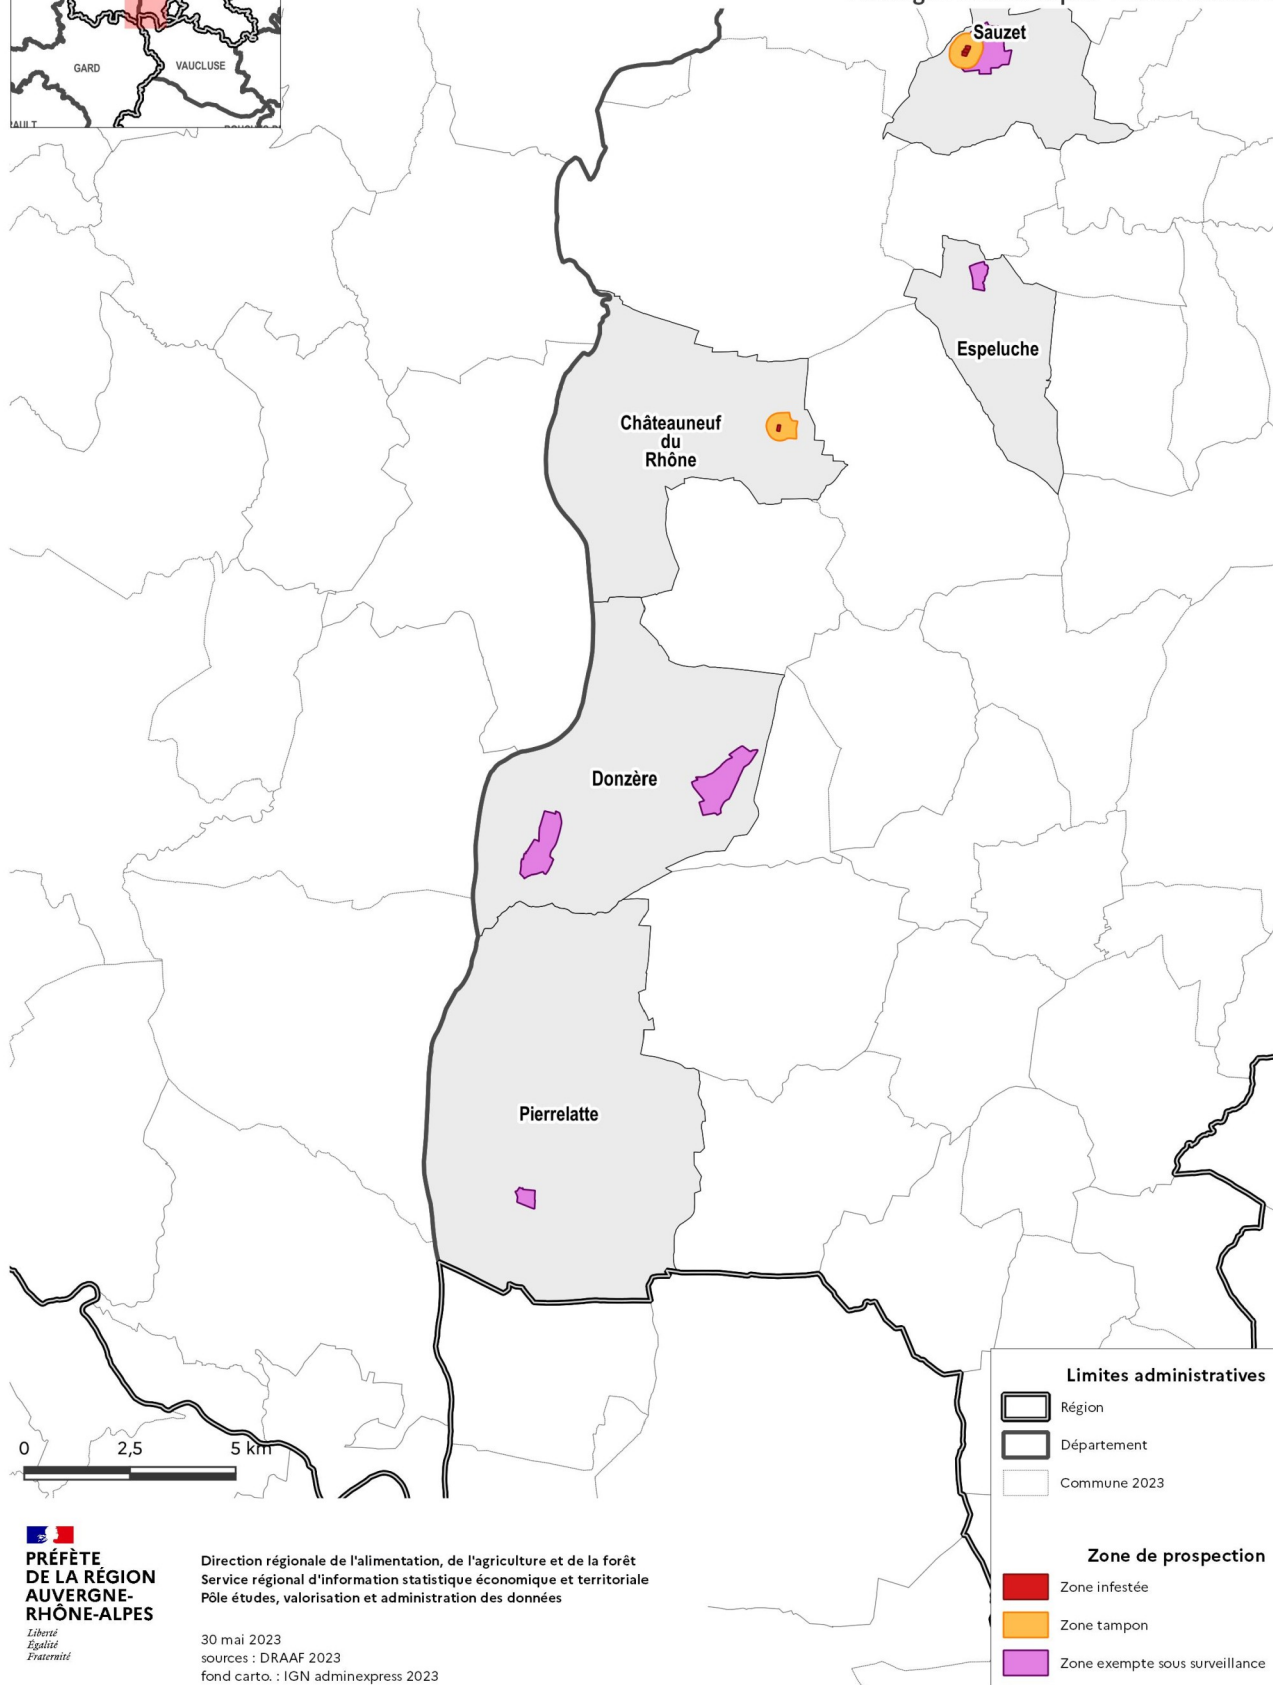 GARD
VAUCLUSE
Sauzet
Espeluche
Châteauneuf
du
Rhône
Donzère
Pierrelatte
0 2,5 5 km
Limites administratives
Région
Département
Commune 2023
Zone de prospection
Zone infestée
Zone tampon
Zone exempte sous surveillance
PRÉFÈTE
DE LA RÉGION
AUVERGNE-
RHÔNE-ALPES
Liberté
Égalité
Fraternité
Direction régionale de l'alimentation, de l'agriculture et de la forêt
Service régional d'information statistique économique et territoriale
Pôle études, valorisation et administration des données
30 mai 2023
sources : DRAAF 2023
fond carto. : IGN adminexpress 2023